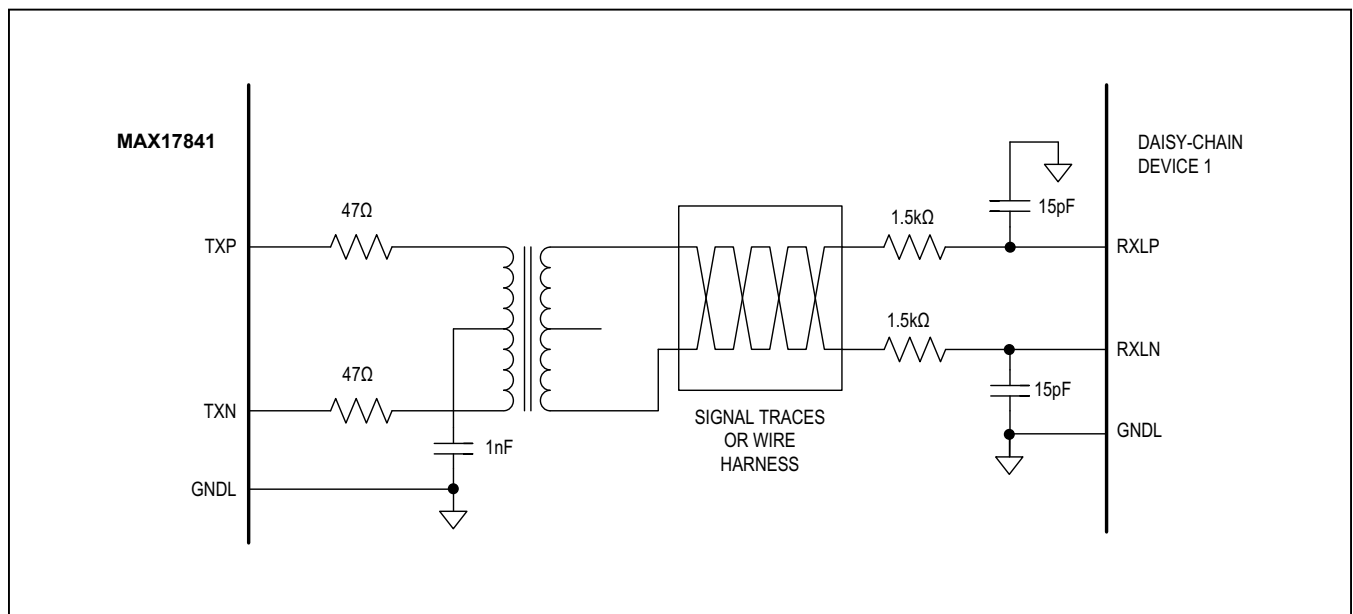 MAX17841
DAISY-CHAIN
DEVICE 1
47Ω
1.5kΩ
15pF
TXP
RXLP
1.5kΩ
RXLN
47Ω
15pF
TXN
SIGNAL TRACES
OR WIRE
HARNESS
GNDL
1nF
GNDL